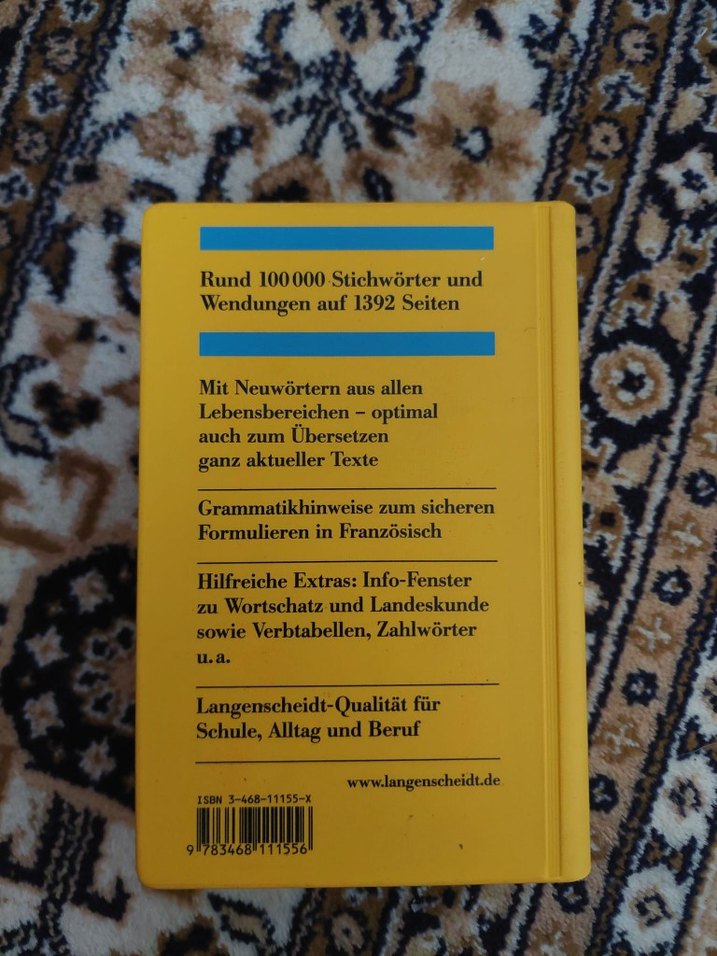 Rund 100 000 Stichwörter und
Wendungen auf 1392 Seiten
Mit Neuwörtern aus allen
Lebensbereichen – optimal
auch zum Übersetzen
ganz aktueller Texte
Grammatikhinweise zum sicheren
Formulieren in Französisch
Hilfreiche Extras: Info-Fenster
zu Wortschatz und Landeskunde
sowie Verbtabellen, Zahlwörter
u. a.
Langenscheidt-Qualität für
Schule, Alltag und Beruf
www.langenscheidt.de
ISBN 3-468-11155-X
9 783468 111556